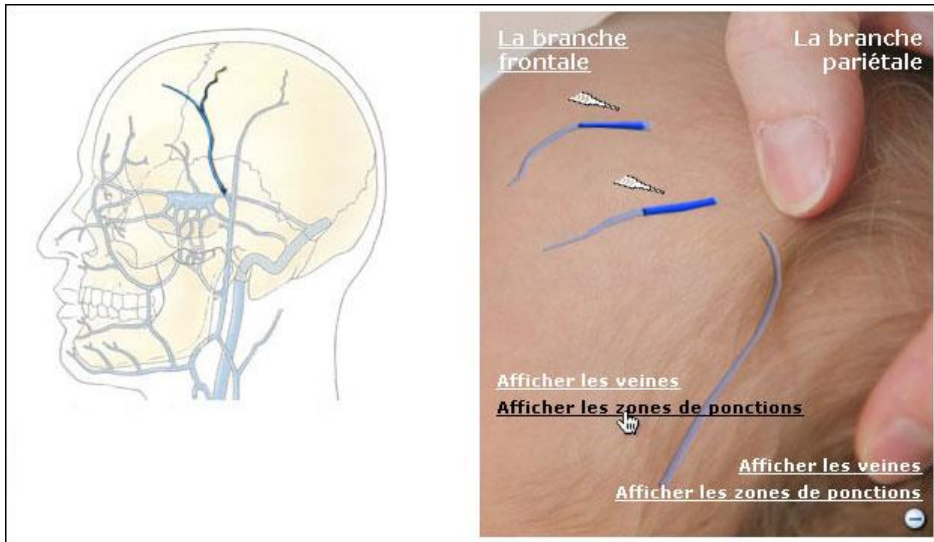 La branche
frontale
La branche
pariétale
Afficher les veines
Afficher les zones de ponctions
Afficher les veines
Afficher les zones de ponctions